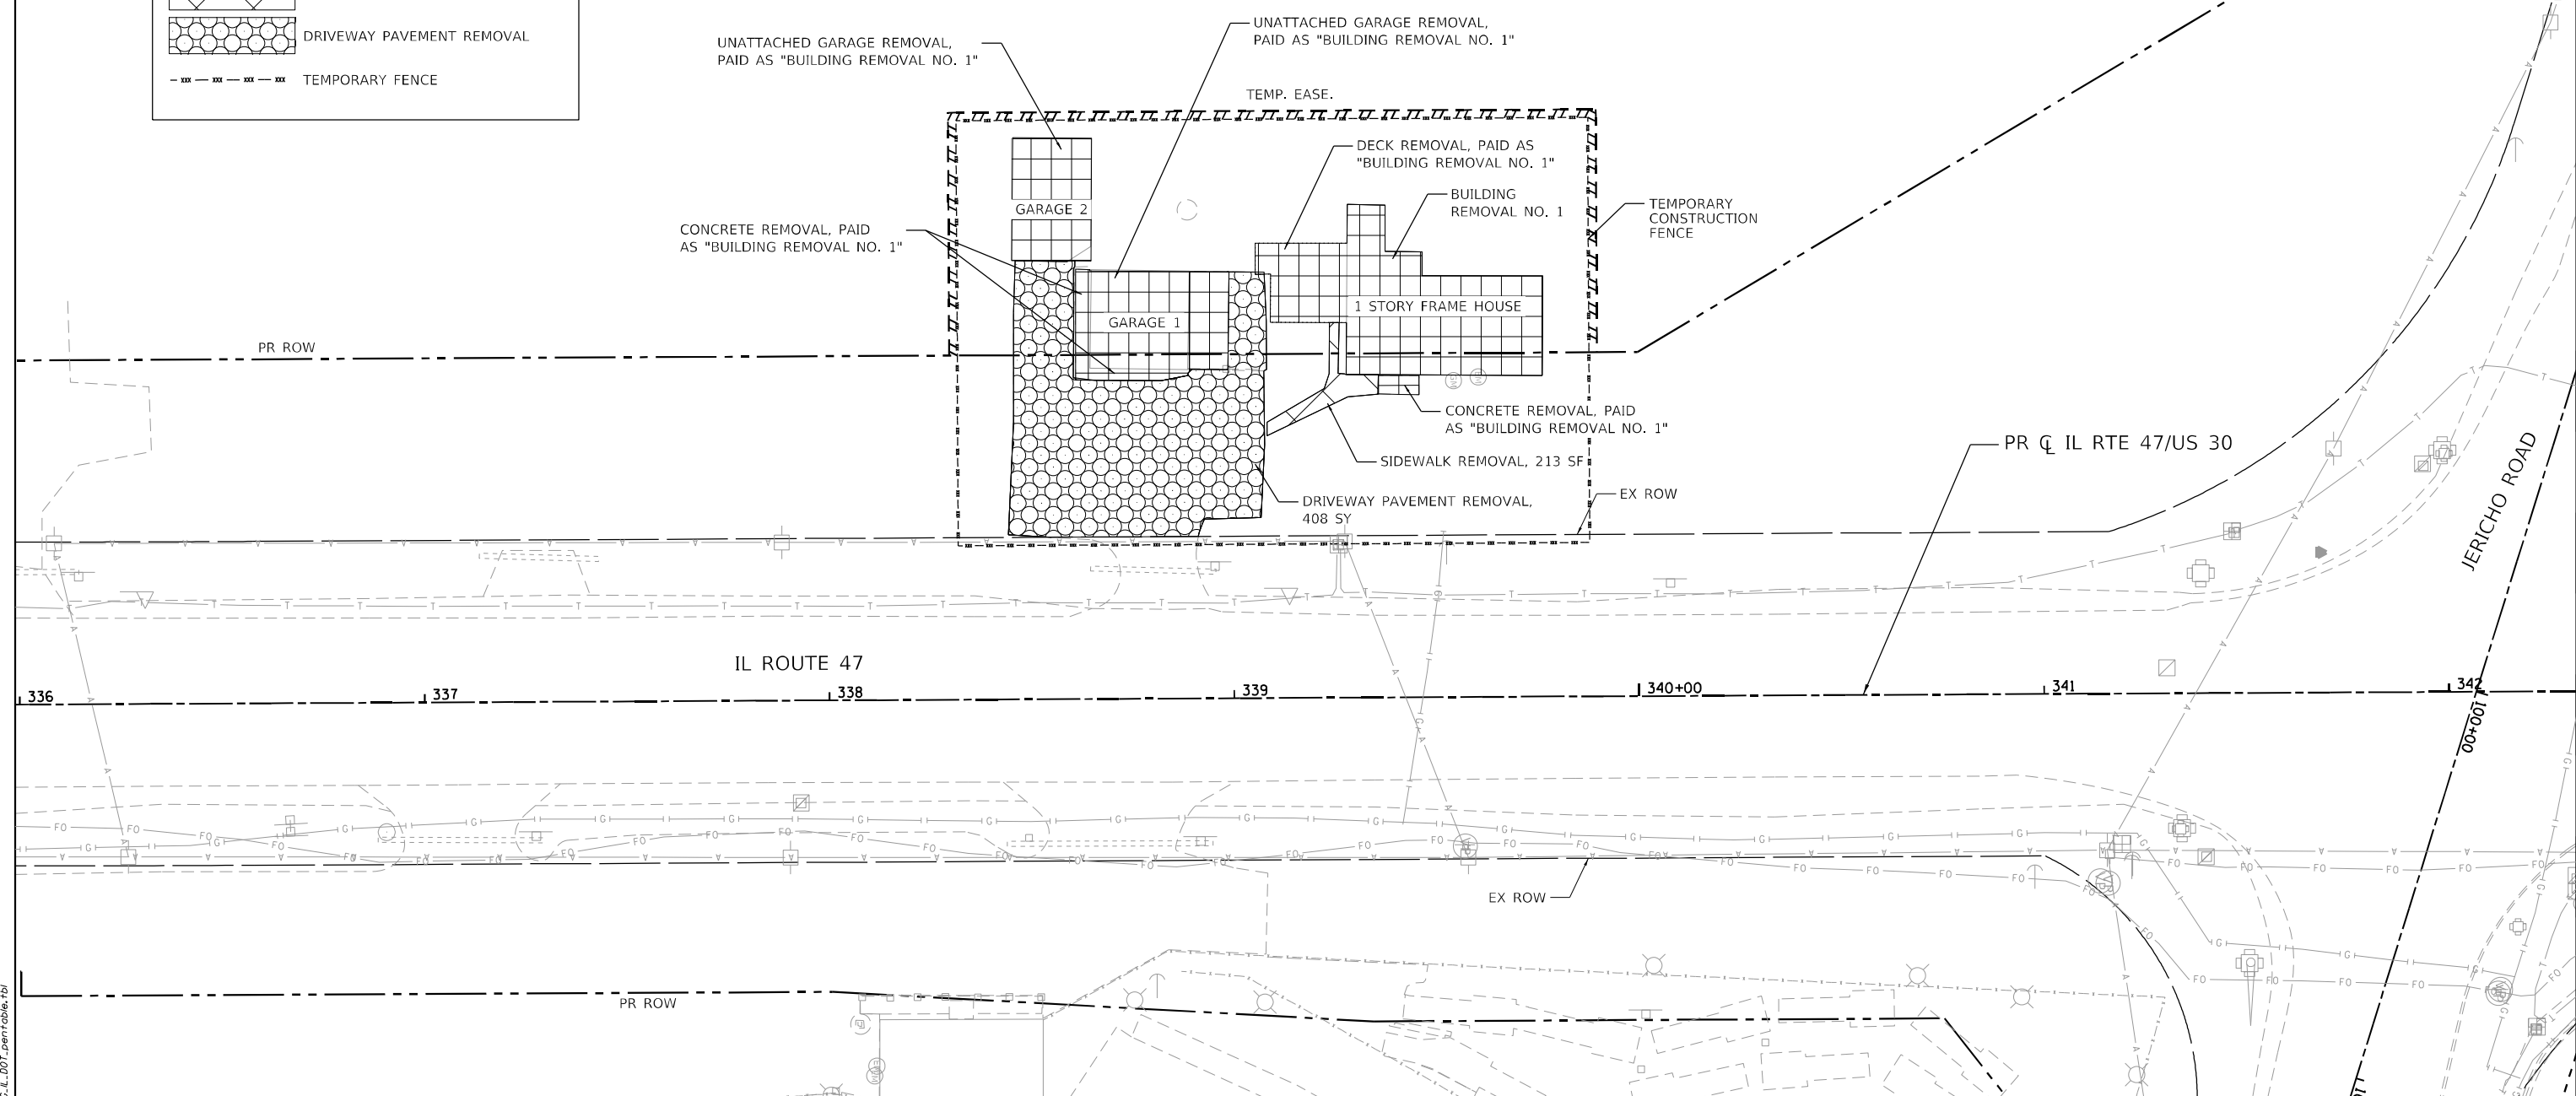 DRIVEWAY PAVEMENT REMOVAL
TEMPORARY FENCE
UNATTACHED GARAGE REMOVAL,
PAID AS "BUILDING REMOVAL NO. 1"
UNATTACHED GARAGE REMOVAL,
PAID AS "BUILDING REMOVAL NO. 1"
TEMP. EASE.
DECK REMOVAL, PAID AS
"BUILDING REMOVAL NO. 1"
BUILDING
REMOVAL NO. 1
TEMPORARY
CONSTRUCTION
FENCE
GARAGE 2
CONCRETE REMOVAL, PAID
AS "BUILDING REMOVAL NO. 1"
1 STORY FRAME HOUSE
GARAGE 1
PR ROW
CONCRETE REMOVAL, PAID
AS "BUILDING REMOVAL NO. 1"
SIDEWALK REMOVAL, 213 SF
DRIVEWAY PAVEMENT REMOVAL,
408 SY
EX ROW
PR ℄ IL RTE 47/US 30
JERICHO ROAD
IL ROUTE 47
336
337
338
339
340+00
341
342
100+00
EX ROW
PR ROW